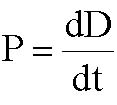 P = dD/dt